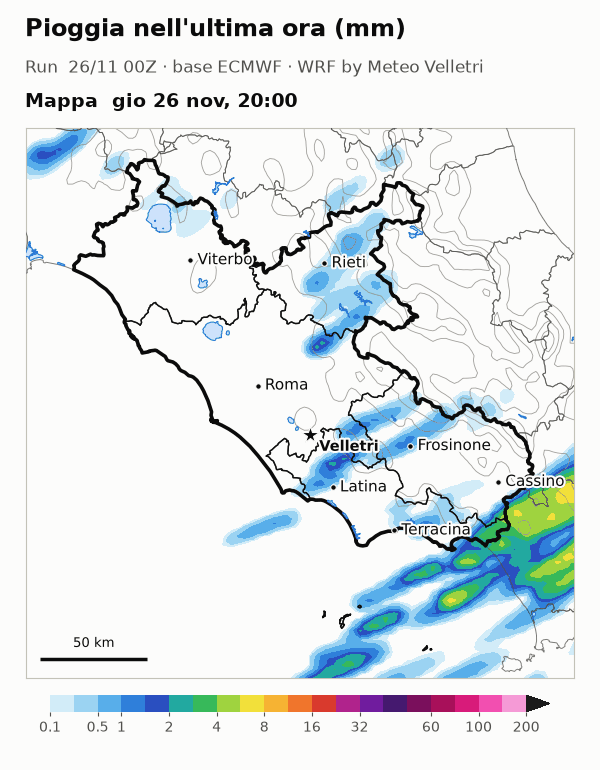 Pioggia nell'ultima ora (mm)
Run  26/11 00Z · base ECMWF · WRF by Meteo Velletri
Mappa  gio 26 nov, 20:00
Viterbo
Rieti
Roma
Velletri
Frosinone
Latina
Cassino
Terracina
50 km
0.1 0.5 1 2 4 8 16 32 60 100 200